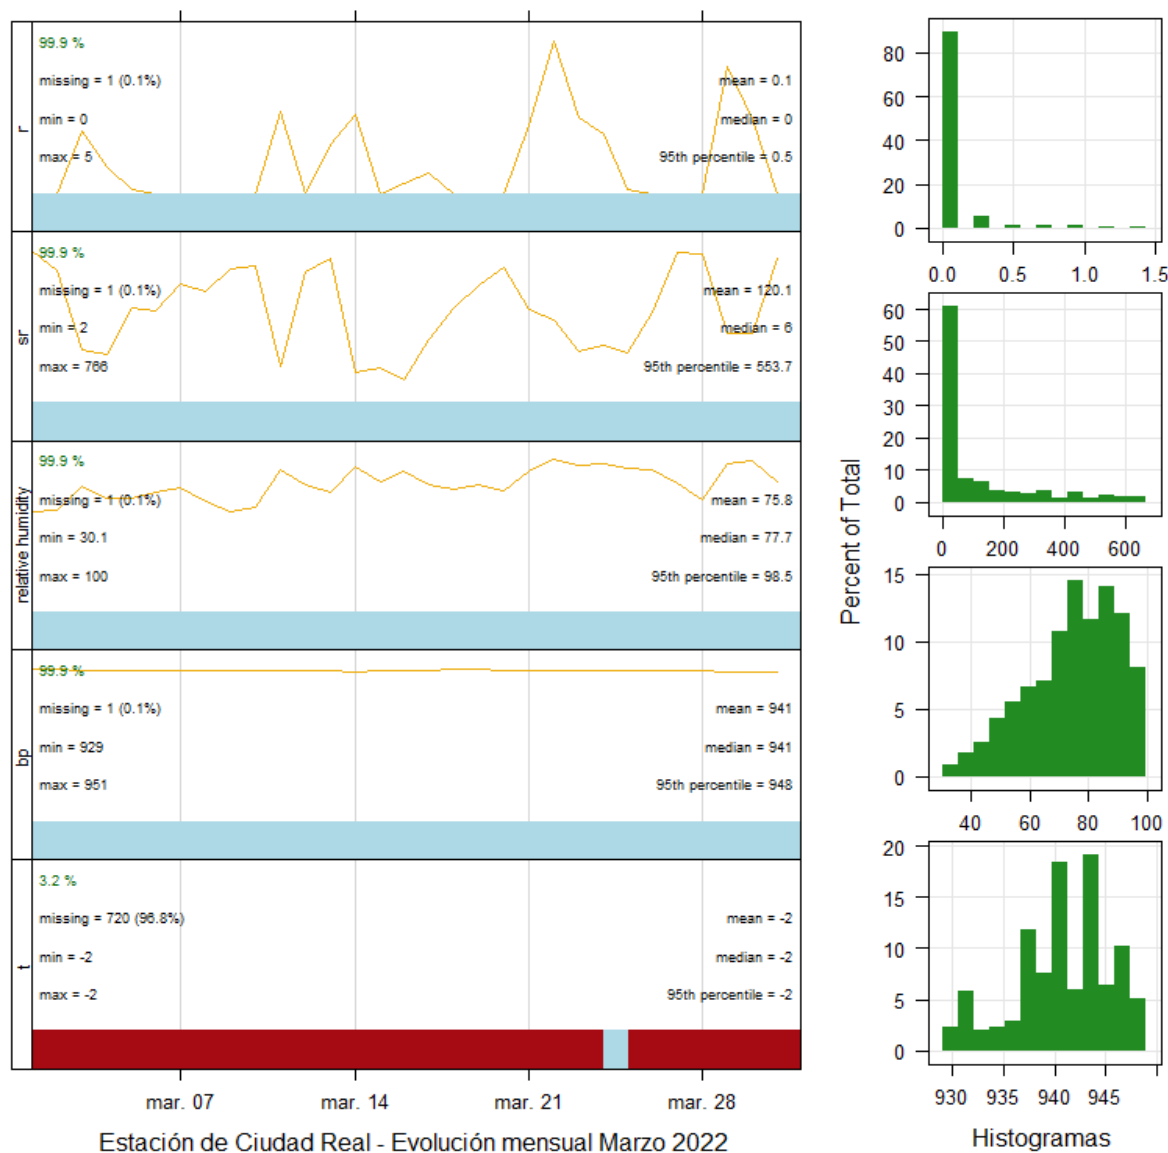 r
99.9 %
missing = 1 (0.1%)
min = 0
max = 5
mean = 0.1
median = 0
95th percentile = 0.5
sr
99.9 %
missing = 1 (0.1%)
min = 2
max = 766
mean = 120.1
median = 6
95th percentile = 553.7
relative humidity
99.9 %
missing = 1 (0.1%)
min = 30.1
max = 100
mean = 75.8
median = 77.7
95th percentile = 98.5
bp
99.9 %
missing = 1 (0.1%)
min = 929
max = 951
mean = 941
median = 941
95th percentile = 948
t
3.2 %
missing = 720 (96.8%)
min = -2
max = -2
mean = -2
median = -2
95th percentile = -2
mar. 07 mar. 14 mar. 21 mar. 28
Estación de Ciudad Real - Evolución mensual Marzo 2022
Percent of Total
80
60
40
20
0
0.0 0.5 1.0 1.5
60
50
40
30
20
10
0
0 200 400 600
15
10
5
0
40 60 80 100
20
15
10
5
0
930 935 940 945
Histogramas